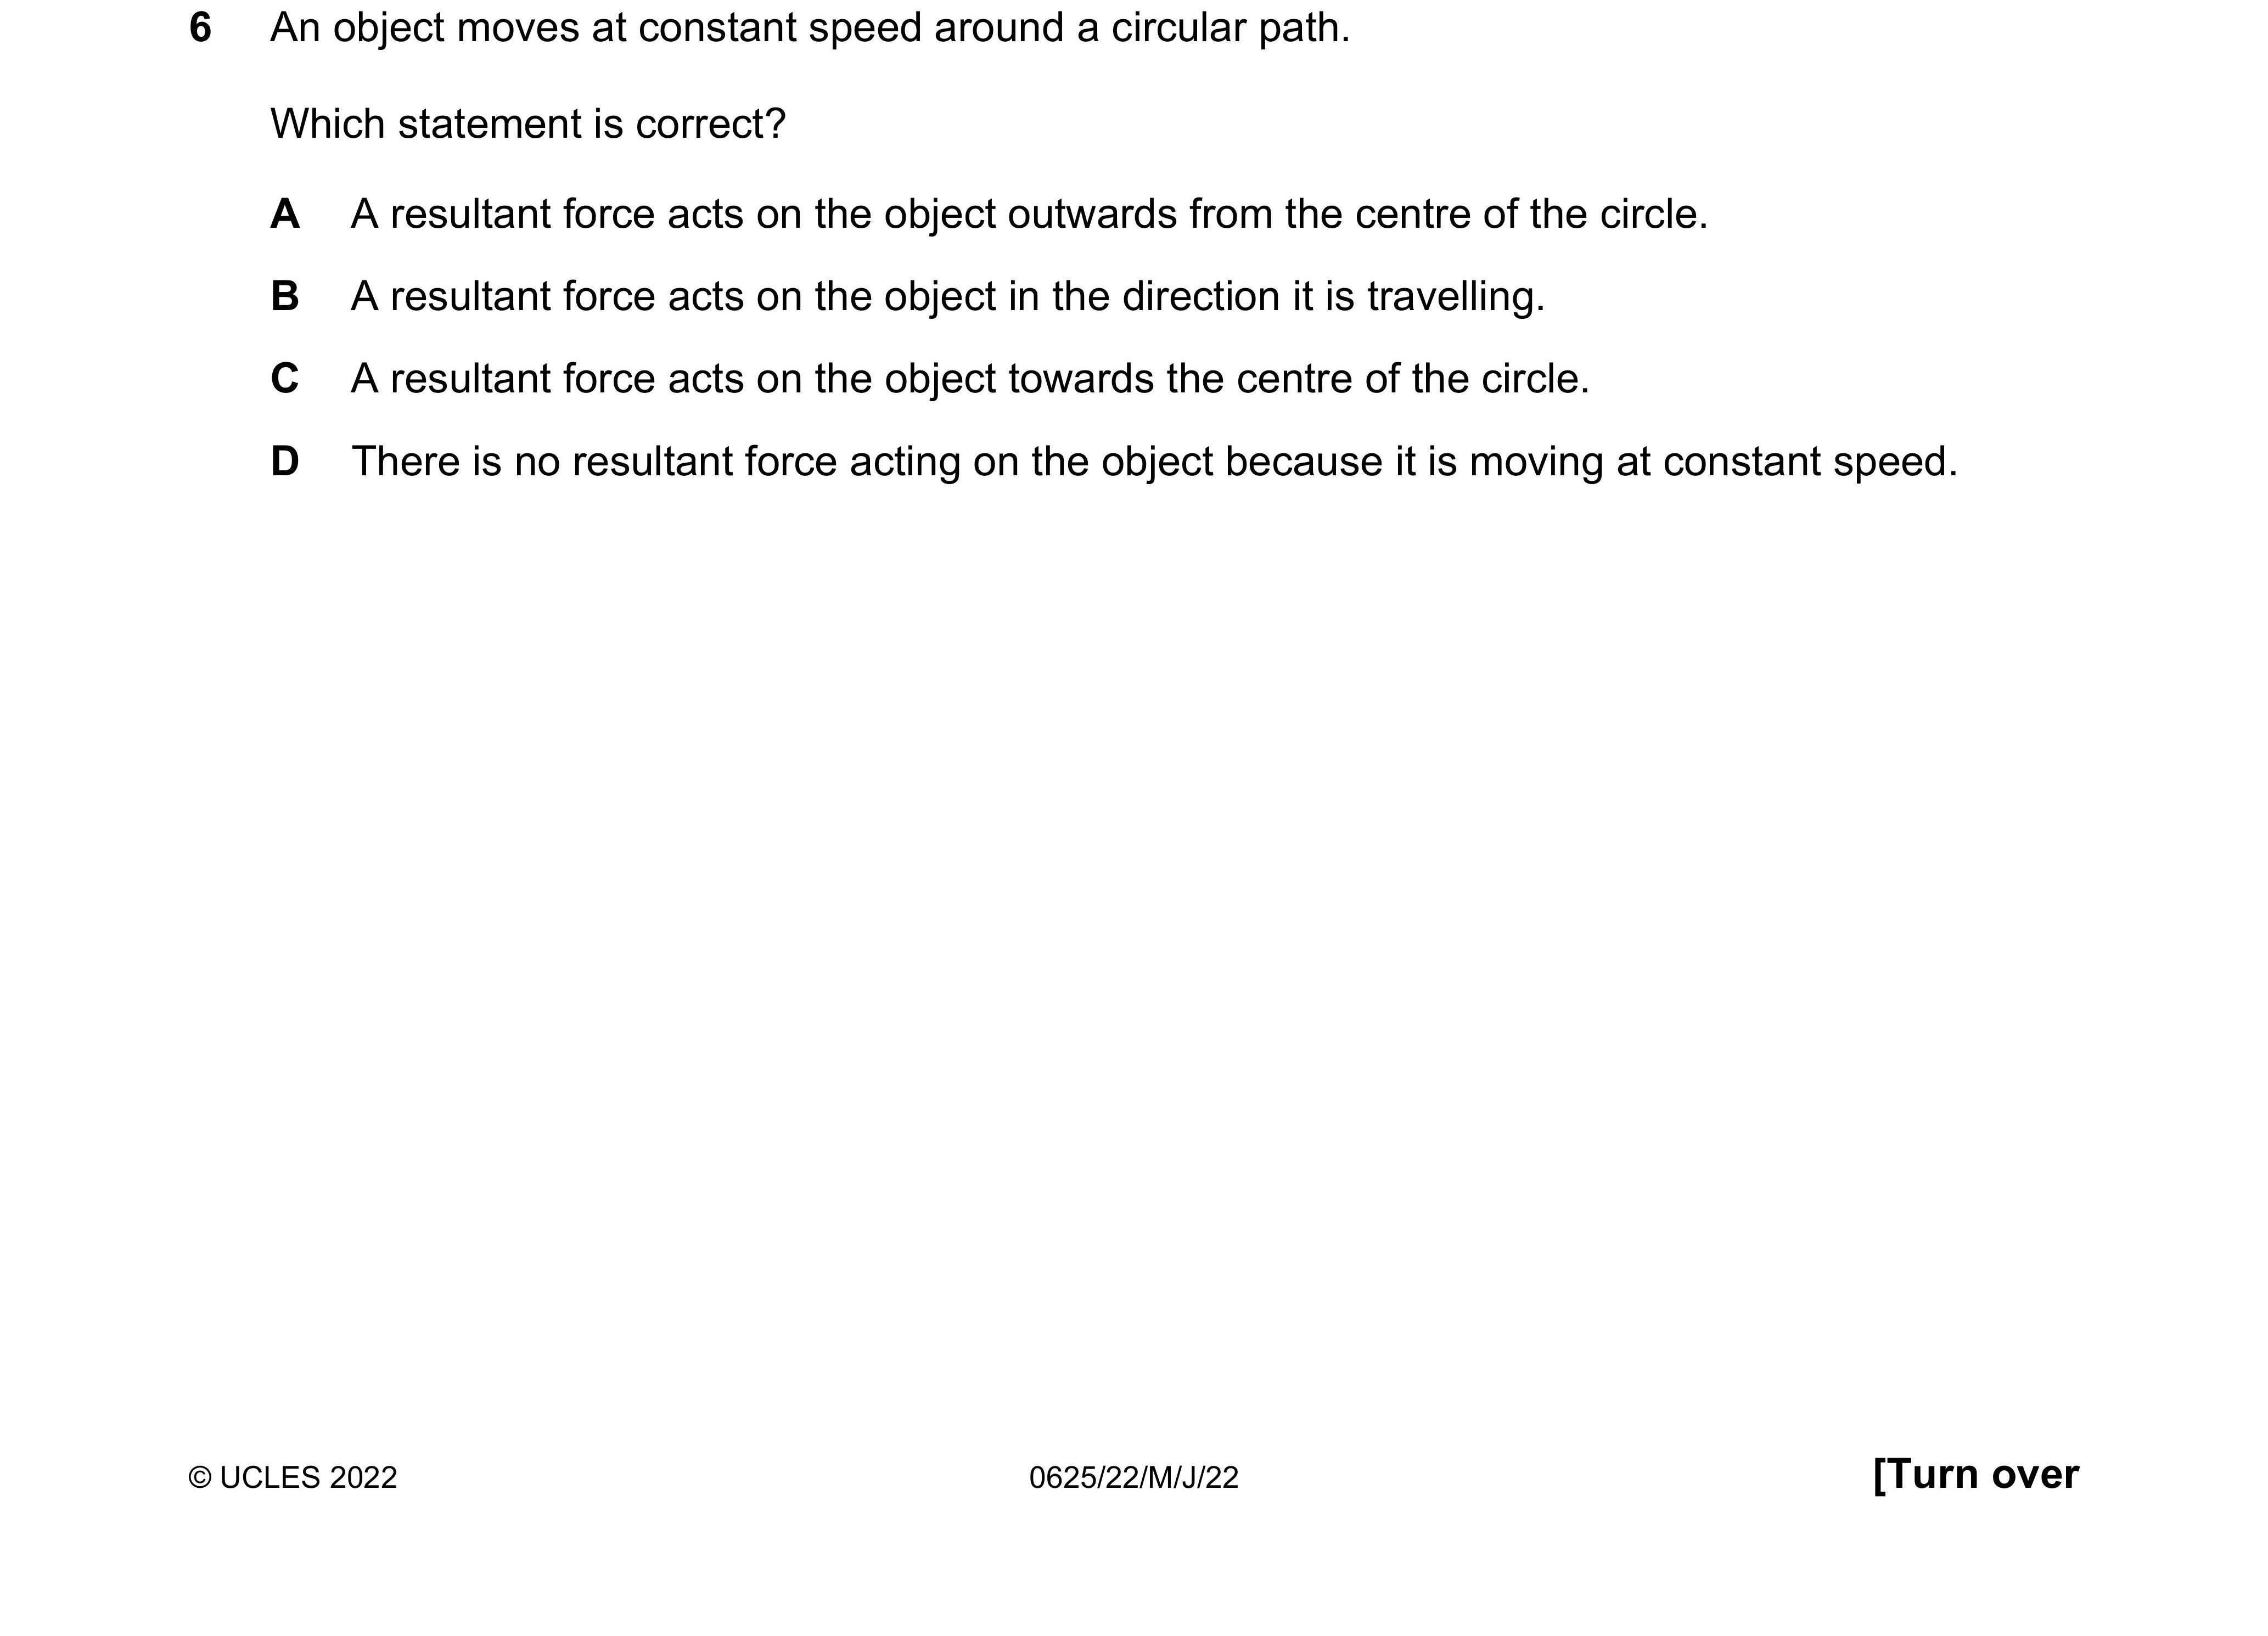 6 An object moves at constant speed around a circular path.
Which statement is correct?
A A resultant force acts on the object outwards from the centre of the circle.
B A resultant force acts on the object in the direction it is travelling.
C A resultant force acts on the object towards the centre of the circle.
D There is no resultant force acting on the object because it is moving at constant speed.
© UCLES 2022 0625/22/M/J/22 [Turn over